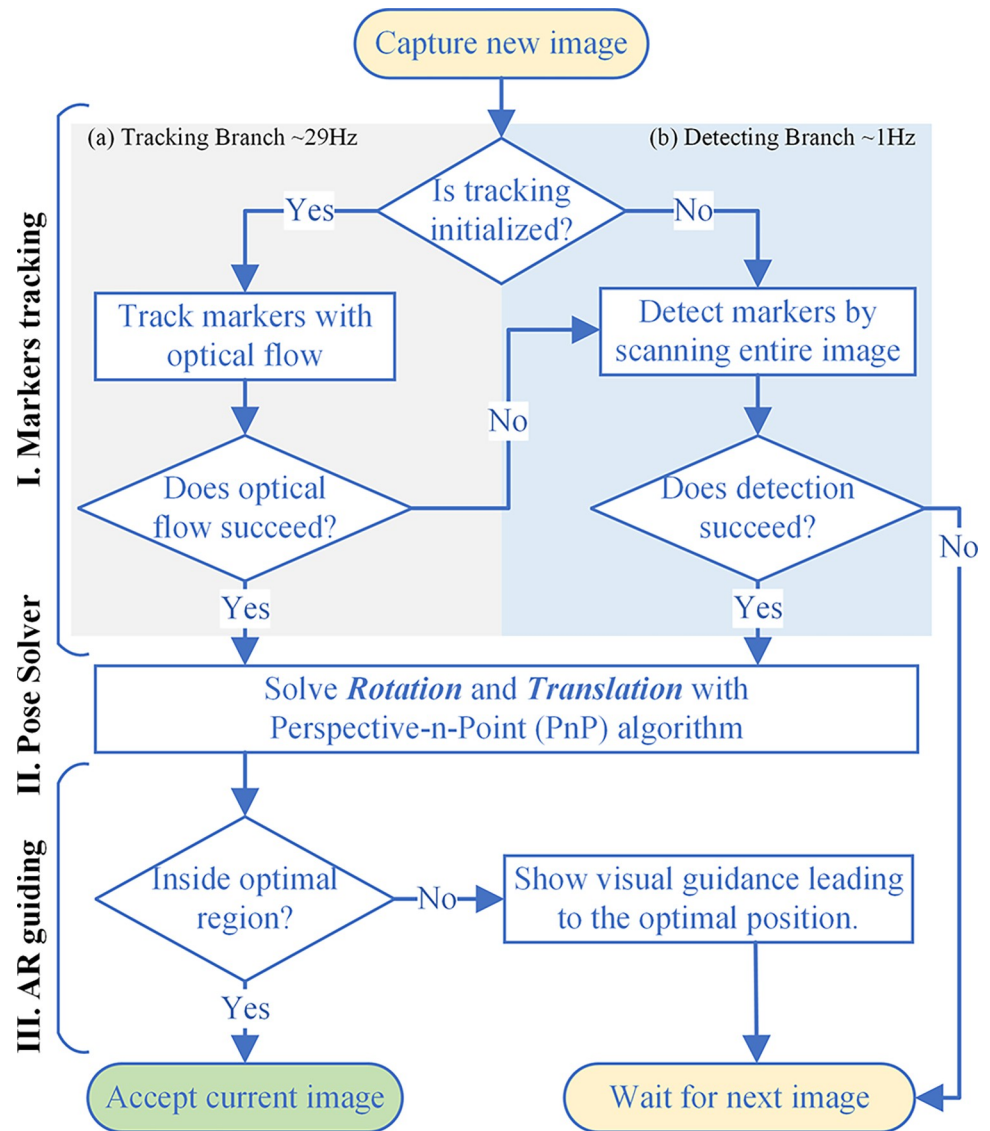 Capture new image
(a) Tracking Branch ~29Hz
(b) Detecting Branch ~1Hz
Is tracking
initialized?
Yes
No
Track markers with
optical flow
Detect markers by
scanning entire image
No
Does optical
flow succeed?
Does detection
succeed?
No
Yes
Yes
I. Markers tracking
Solve Rotation and Translation with
Perspective-n-Point (PnP) algorithm
II. Pose Solver
Inside optimal
region?
No
Show visual guidance leading
to the optimal position.
Yes
III. AR guiding
Accept current image
Wait for next image